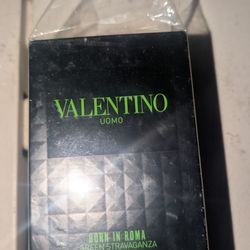 VALENTINO
UOMO
BORN IN ROMA
GREEN STRAVAGANZA